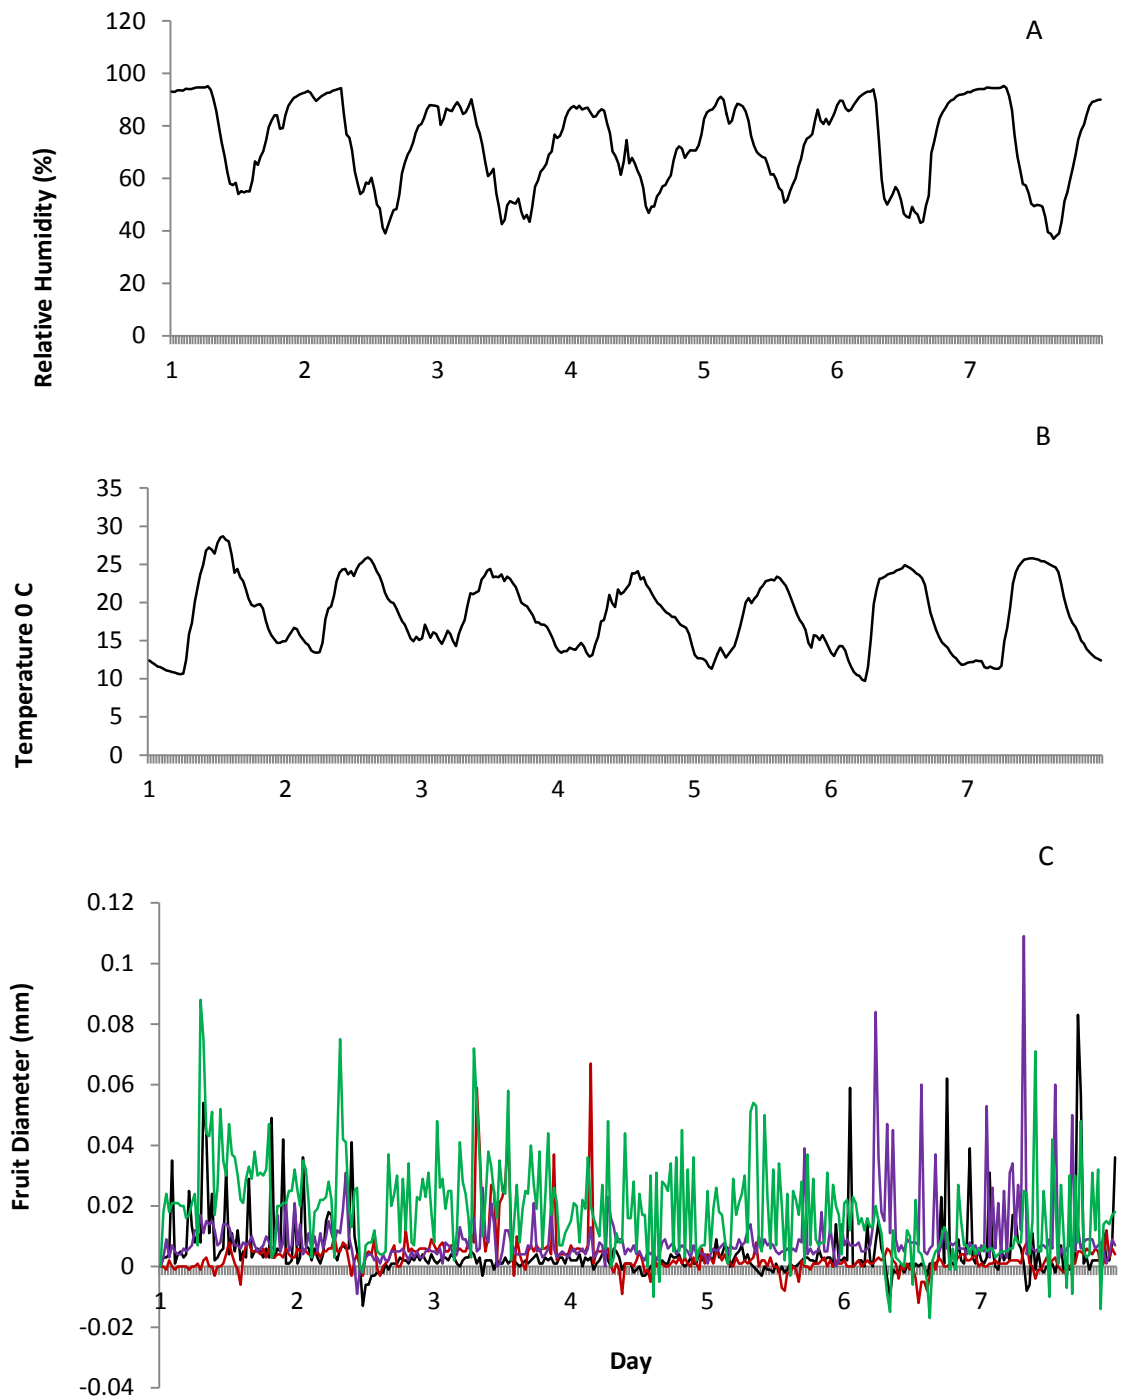 A
120
100
80
60
40
20
0
Relative Humidity (%)
1 2 3 4 5 6 7
B
35
30
25
20
15
10
5
0
Temperature 0 C
1 2 3 4 5 6 7
C
0.12
0.1
0.08
0.06
0.04
0.02
0
-0.02
-0.04
Fruit Diameter (mm)
1 2 3 4 5 6 7
Day